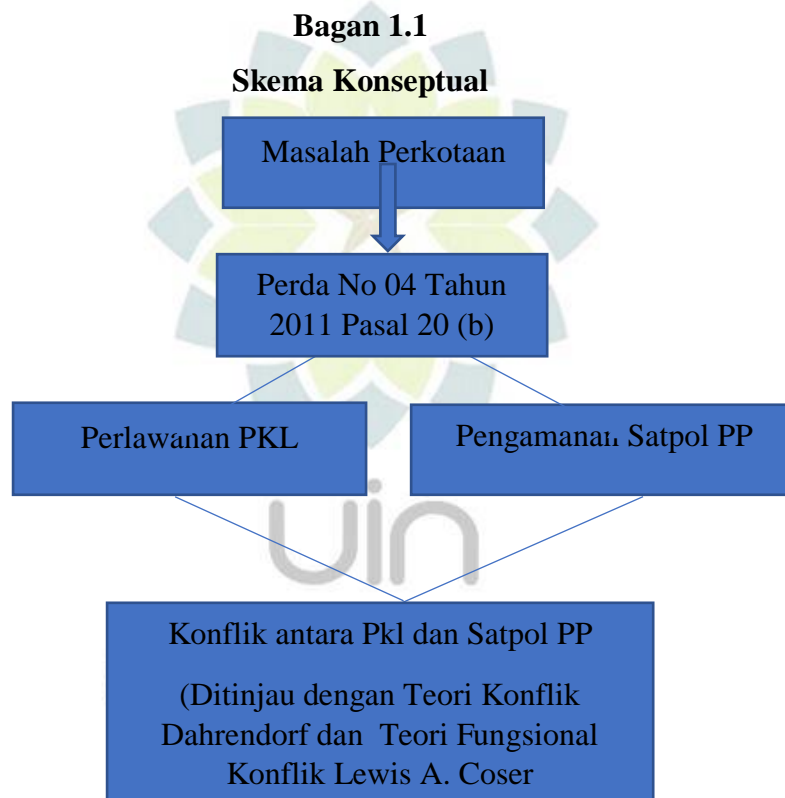 Bagan 1.1
Skema Konseptual
Masalah Perkotaan
Perda No 04 Tahun
2011 Pasal 20 (b)
Perlawanan PKL
Pengamanan Satpol PP
uin
Konflik antara Pkl dan Satpol PP
(Ditinjau dengan Teori Konflik
Dahrendorf dan Teori Fungsional
Konflik Lewis A. Coser